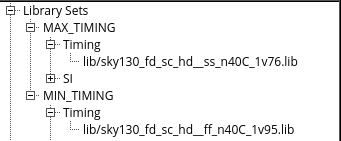 Library Sets
MAX_TIMING
Timing
lib/sky130_fd_sc_hd__ss_n40C_1v76.lib
SI
MIN_TIMING
Timing
lib/sky130_fd_sc_hd__ff_n40C_1v95.lib